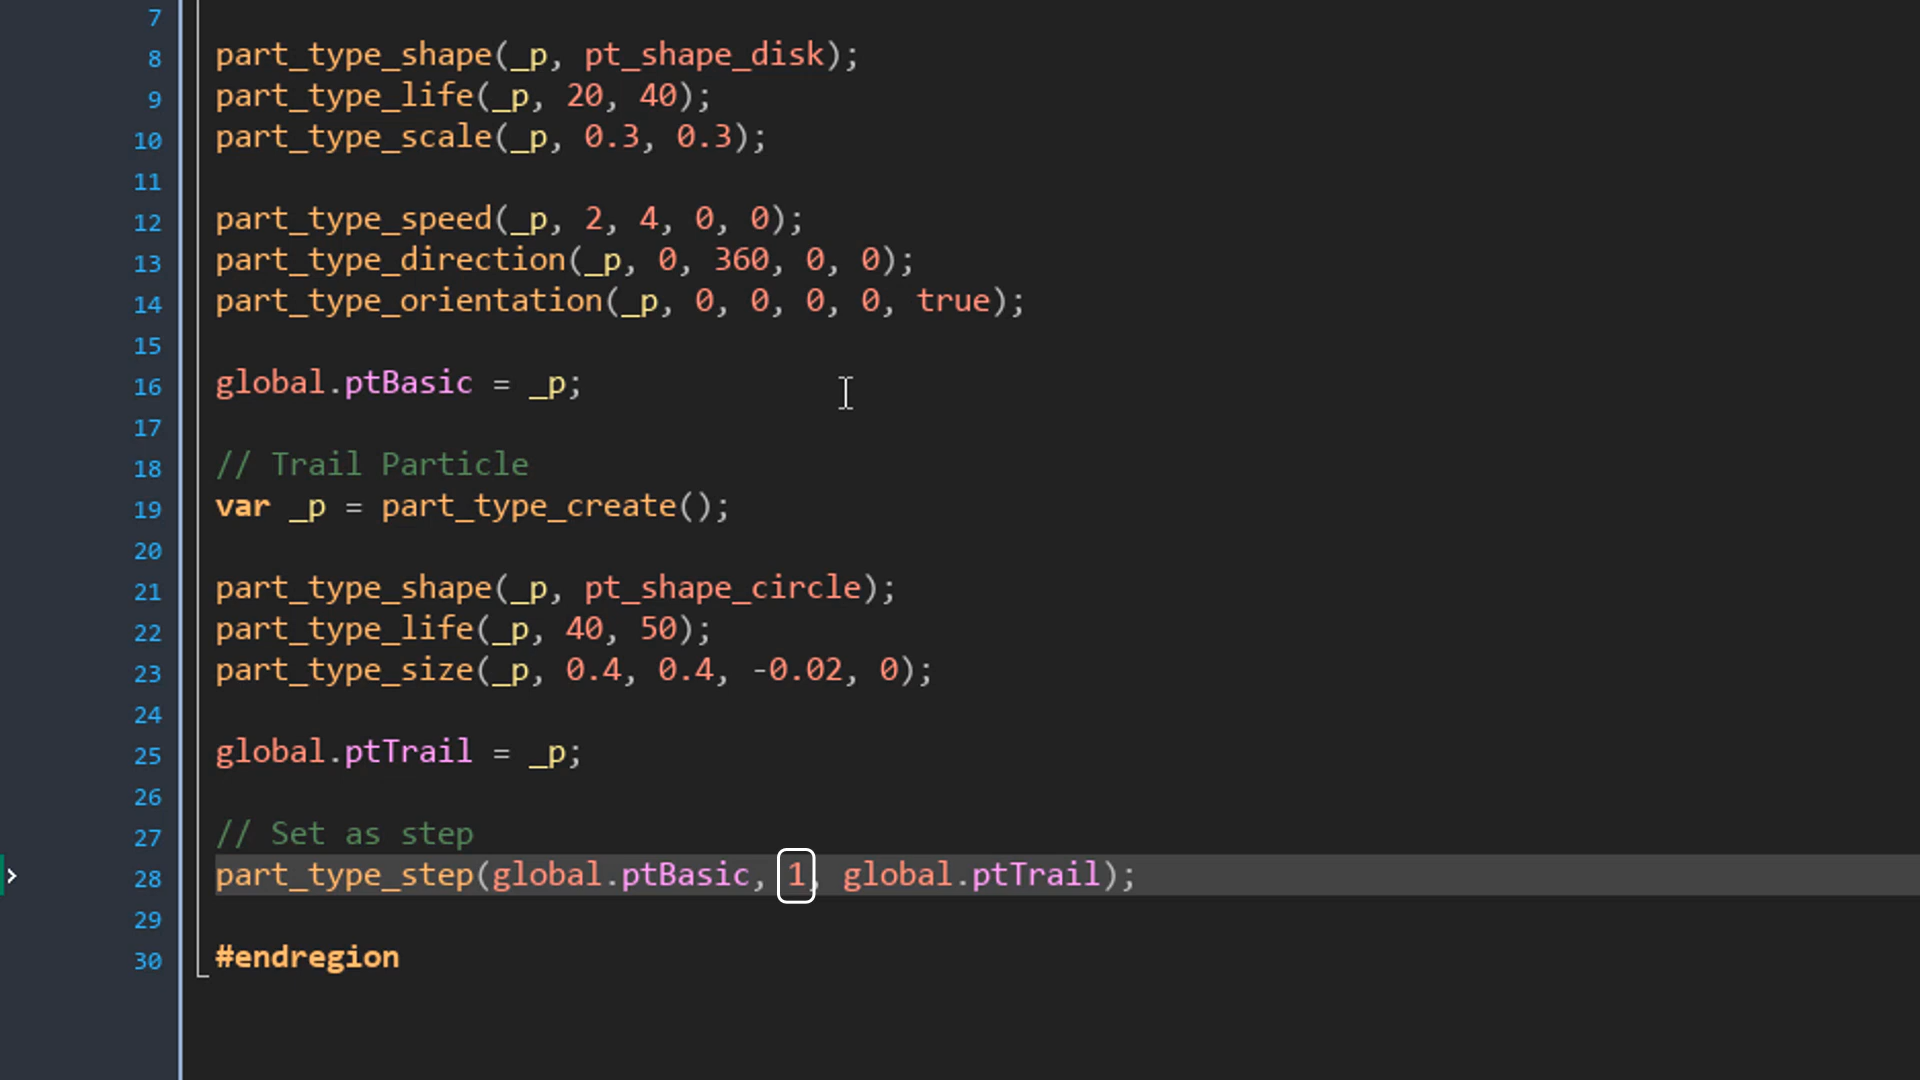 7
8 part_type_shape(_p, pt_shape_disk);
9 part_type_life(_p, 20, 40);
10 part_type_scale(_p, 0.3, 0.3);
11
12 part_type_speed(_p, 2, 4, 0, 0);
13 part_type_direction(_p, 0, 360, 0, 0);
14 part_type_orientation(_p, 0, 0, 0, 0, true);
15
16 global.ptBasic = _p;
17
18 // Trail Particle
19 var _p = part_type_create();
20
21 part_type_shape(_p, pt_shape_circle);
22 part_type_life(_p, 40, 50);
23 part_type_size(_p, 0.4, 0.4, -0.02, 0);
24
25 global.ptTrail = _p;
26
27 // Set as step
28 part_type_step(global.ptBasic, 1, global.ptTrail);
29
30 #endregion